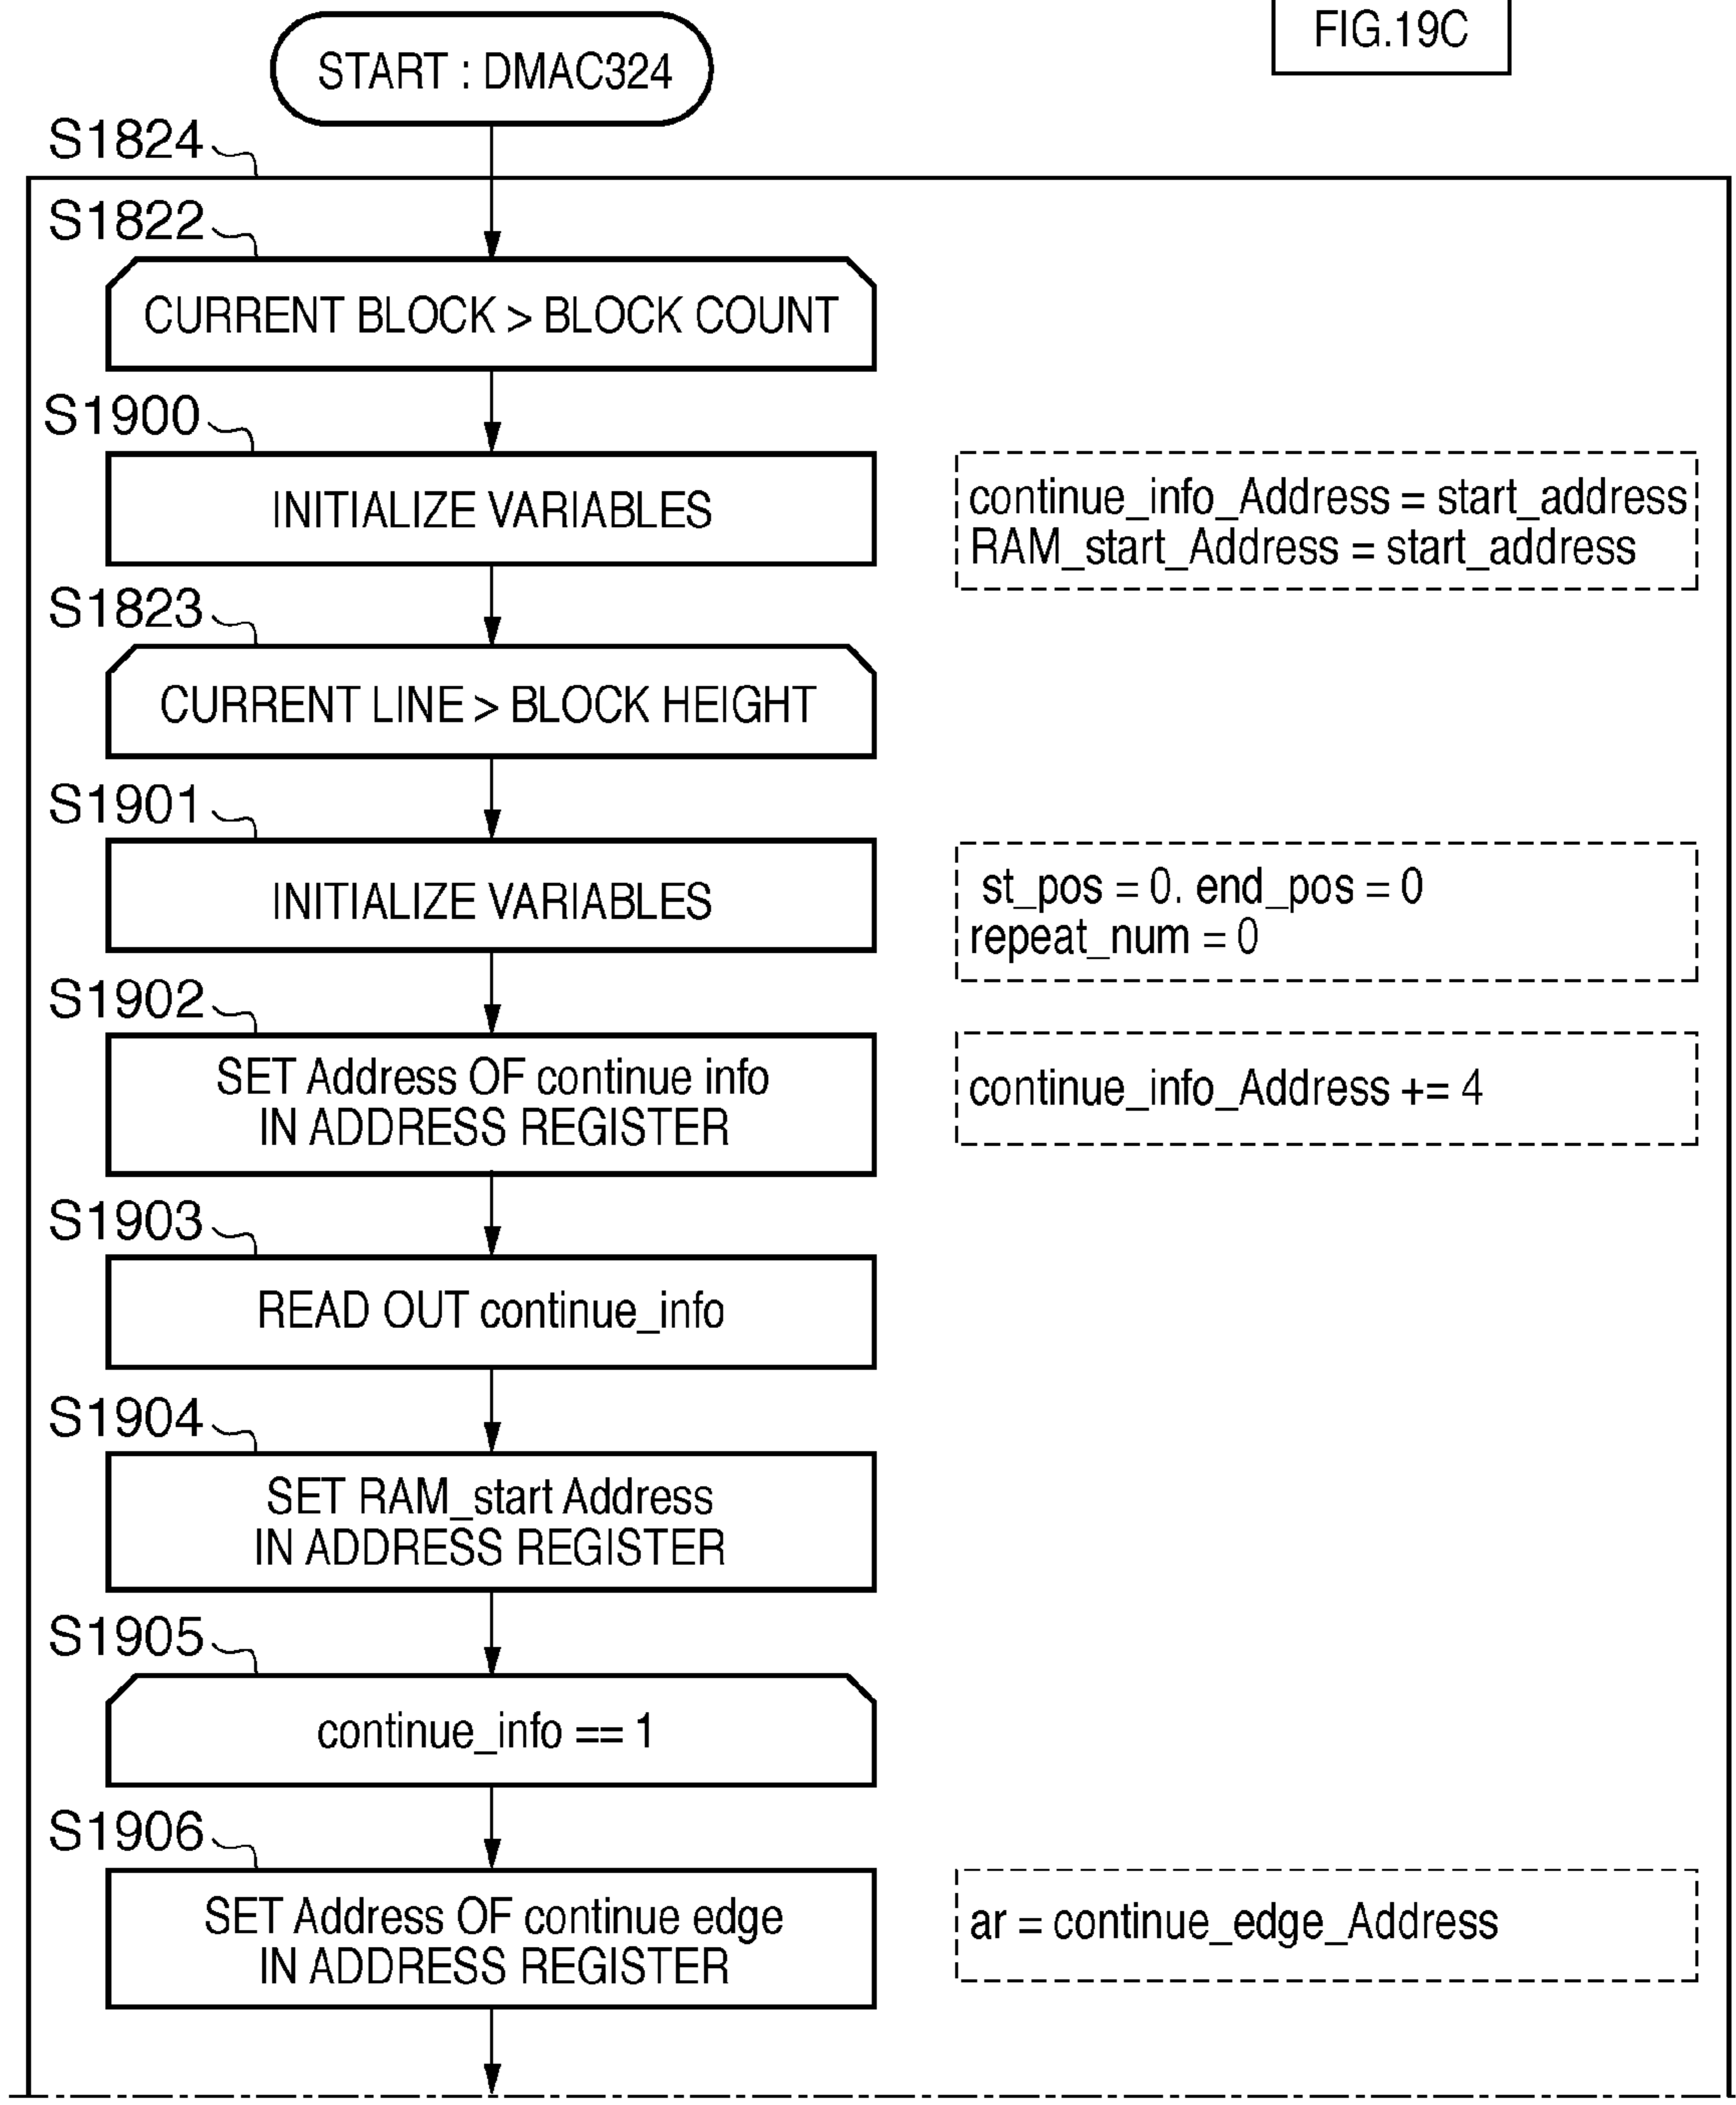 FIG.19C
START : DMAC324
S1824
S1822
CURRENT BLOCK > BLOCK COUNT
S1900
INITIALIZE VARIABLES
continue_info_Address = start_address
RAM_start_Address = start_address
S1823
CURRENT LINE > BLOCK HEIGHT
S1901
INITIALIZE VARIABLES
st_pos = 0. end_pos = 0
repeat_num = 0
S1902
SET Address OF continue info
IN ADDRESS REGISTER
continue_info_Address += 4
S1903
READ OUT continue_info
S1904
SET RAM_start Address
IN ADDRESS REGISTER
S1905
continue_info == 1
S1906
SET Address OF continue edge
IN ADDRESS REGISTER
ar = continue_edge_Address